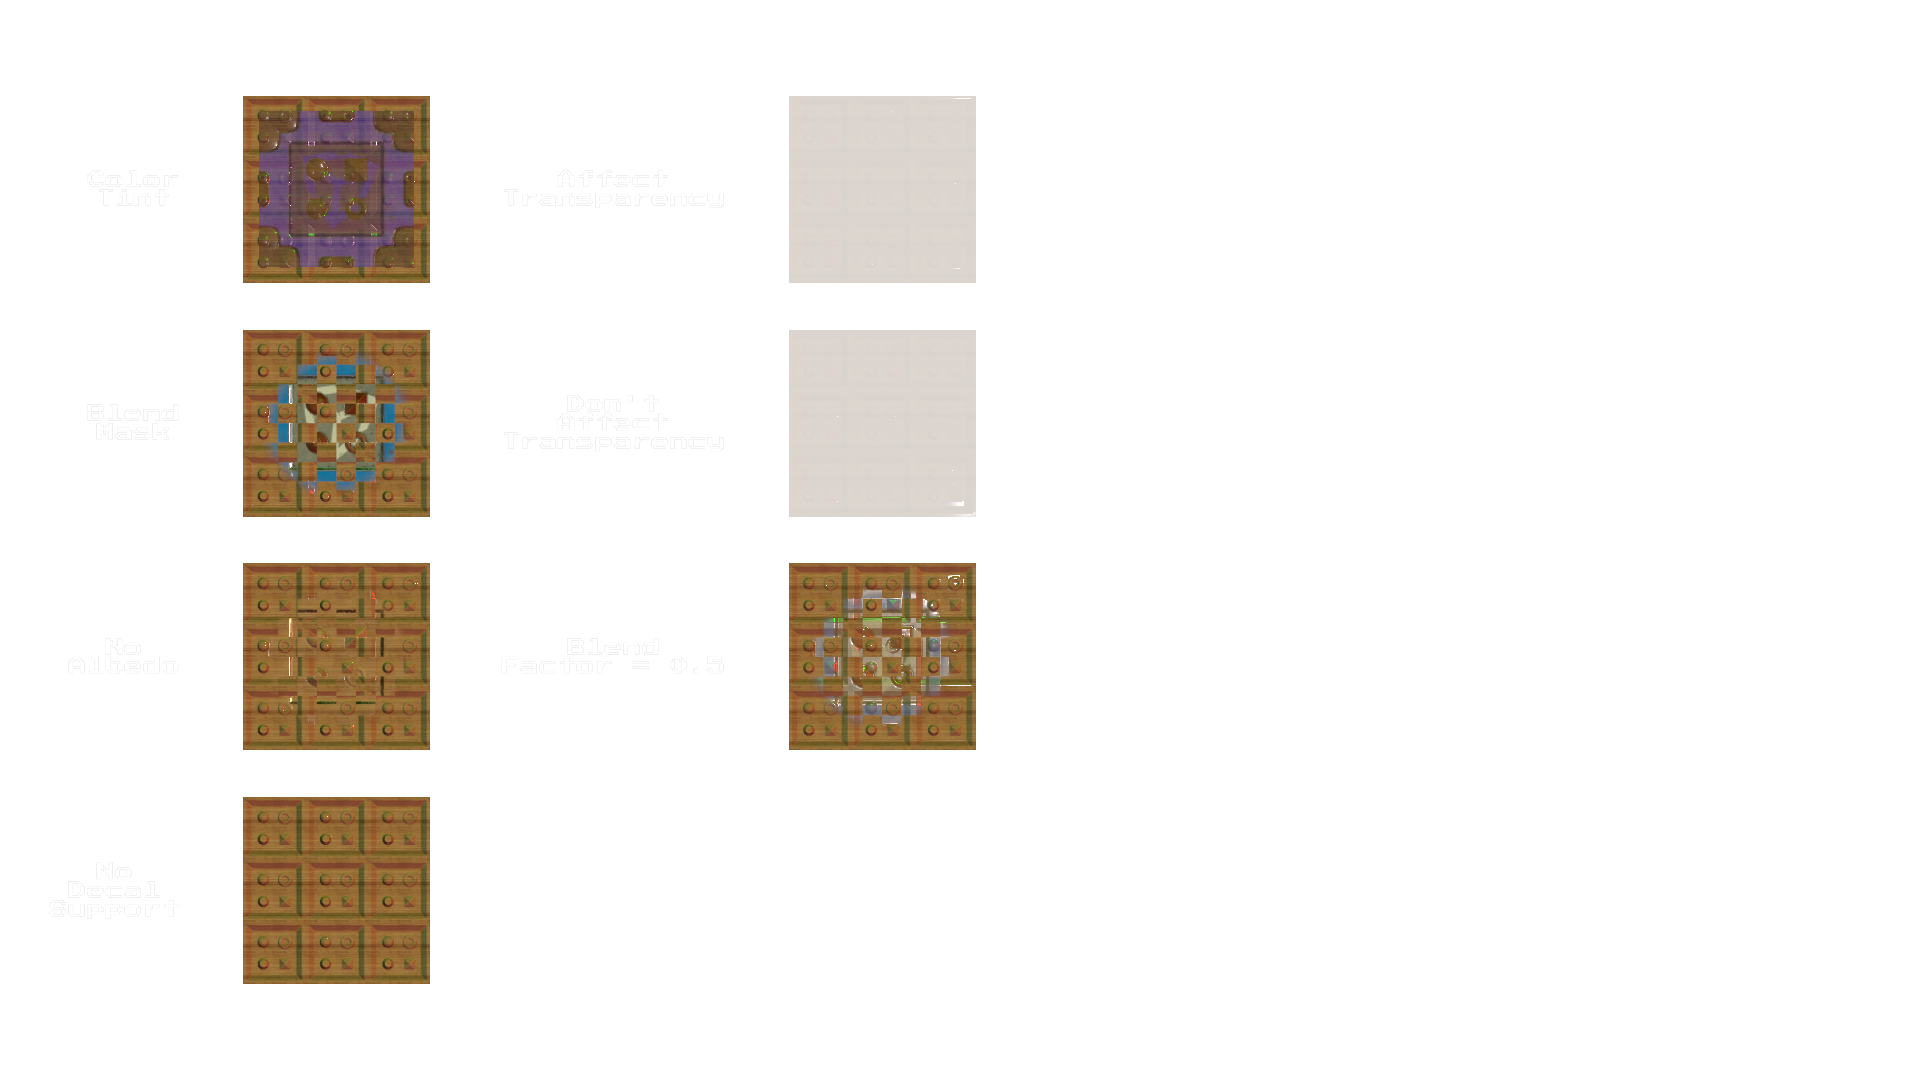 Color
Tint
Affect
Transparency
Blend
Mask
Don't
Affect
Transparency
No
Albedo
Blend
Factor = 0.5
No
Decal
Support